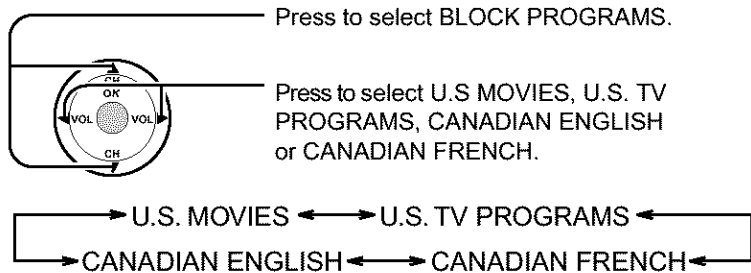 Press to select BLOCK PROGRAMS.
CH
OK
VOL VOL
CH
Press to select U.S MOVIES, U.S. TV
PROGRAMS, CANADIAN ENGLISH
or CANADIAN FRENCH.
U.S. MOVIES U.S. TV PROGRAMS
CANADIAN ENGLISH CANADIAN FRENCH